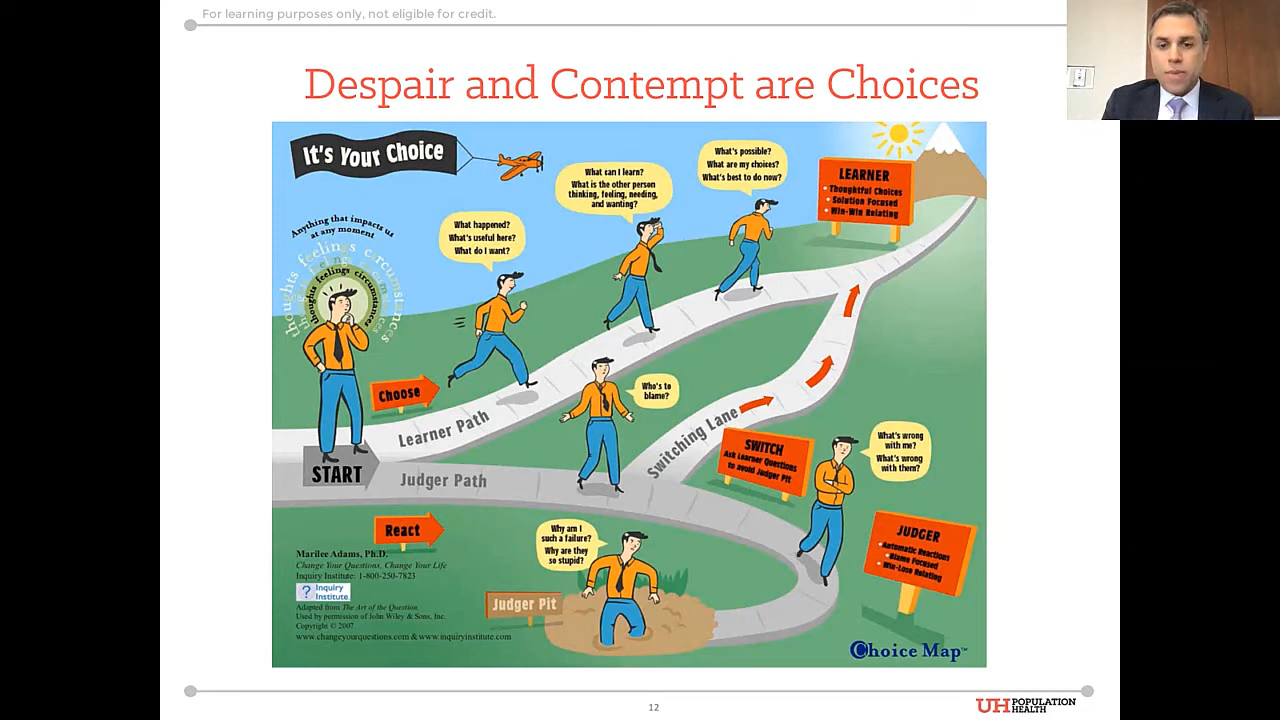 For learning purposes only, not eligible for credit.
Despair and Contempt are Choices
It's Your Choice
Anything that impacts us
at any moment
thoughts feelings circumstances
thoughts feelings circumstances
What happened?
What's useful here?
What do I want?
What can I learn?
What is the other person
thinking, feeling, needing,
and wanting?
What's possible?
What are my choices?
What's best to do now?
LEARNER
• Thoughtful Choices
• Solution Focused
• Win-Win Relating
Choose
Learner Path
START
Judger Path
React
Who's to
blame?
Switching Lane
SWITCH
Ask Learner Questions
to avoid Judger Pit
What's wrong
with me?
What's wrong
with them?
JUDGER
• Automatic Reactions
• Blame Focused
• Win-Lose Relating
Why am I
such a failure?
Why are they
so stupid?
Judger Pit
Marilee Adams, Ph.D.
Change Your Questions, Change Your Life
Inquiry Institute: 1-800-250-7823
? Inquiry
Institute
Adapted from The Art of the Question
Used by permission of John Wiley & Sons, Inc.
Copyright © 2007
www.changeyourquestions.com & www.inquiryinstitute.com
Choice Map™
12
UH POPULATION
HEALTH